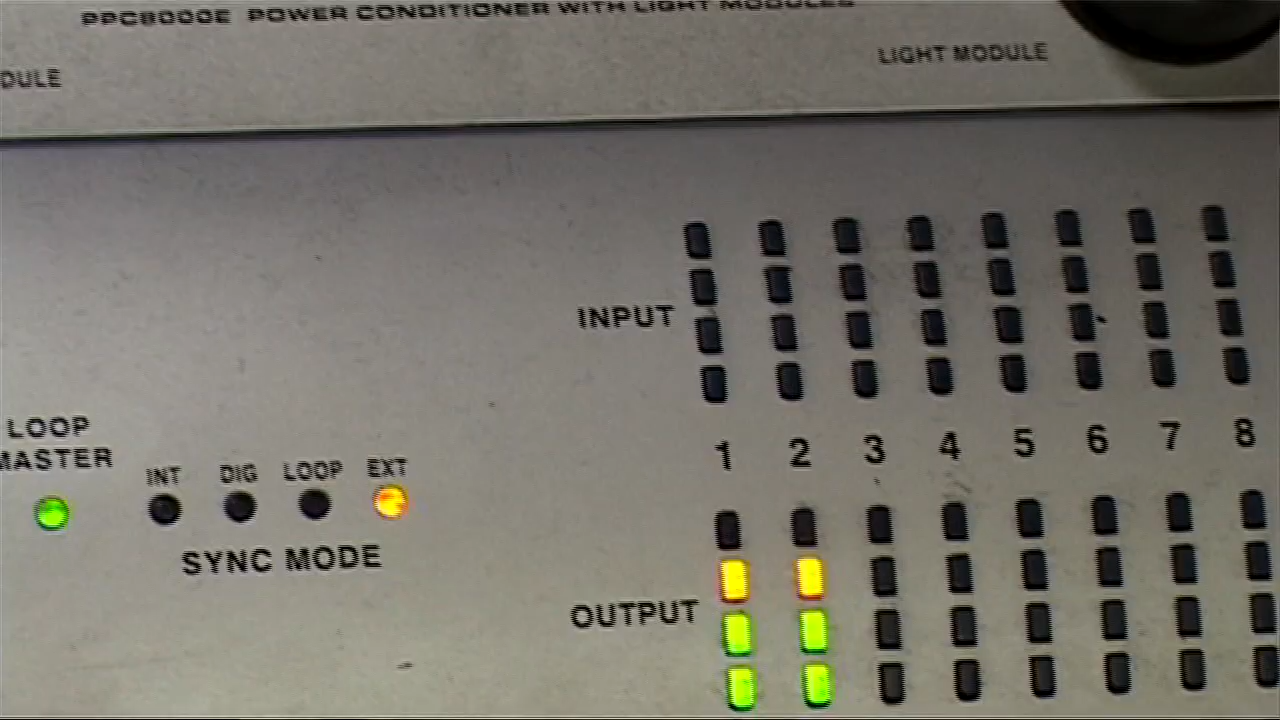 PPC8000E POWER CONDITIONER WITH LIGHT MODULES
DULE
LIGHT MODULE
INPUT
LOOP
MASTER
INT
DIG
LOOP
EXT
SYNC MODE
1 2 3 4 5 6 7 8
OUTPUT